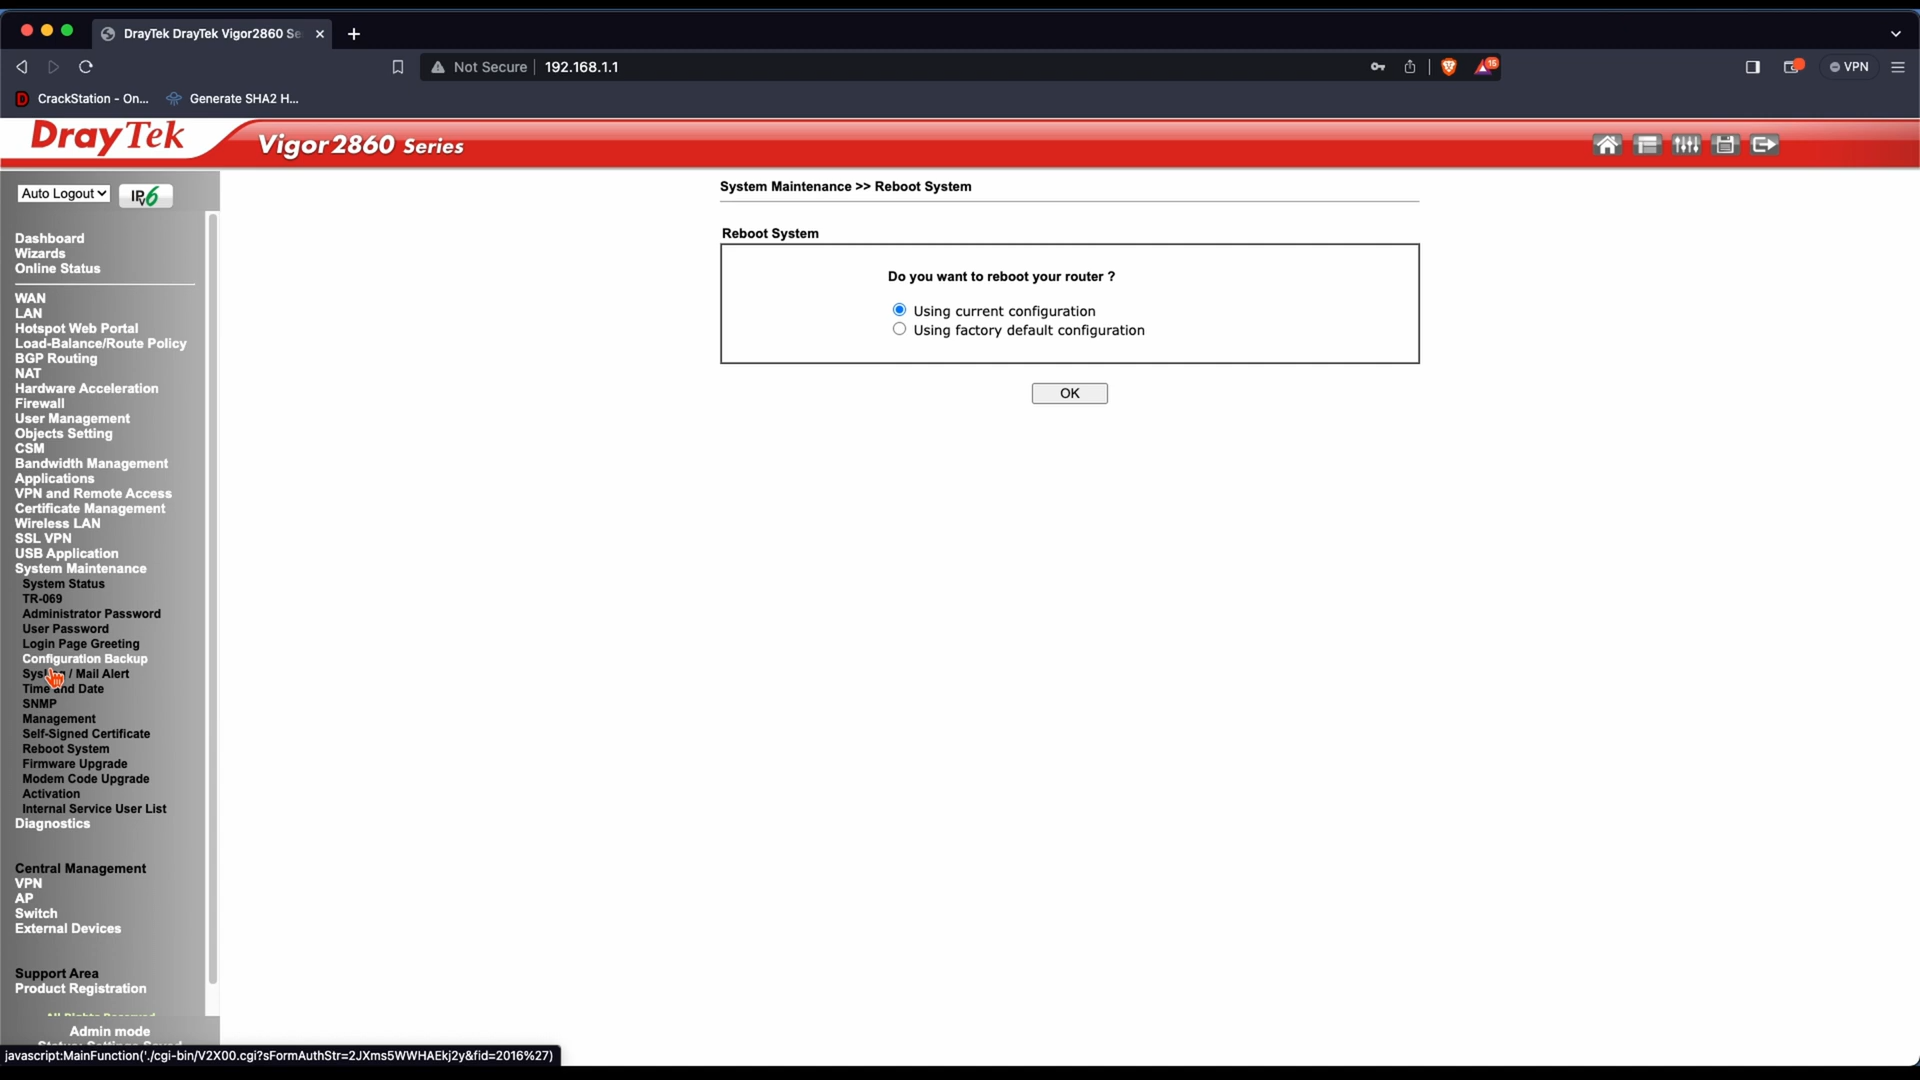 DrayTek DrayTek Vigor2860 Se
Not Secure 192.168.1.1
15
VPN
CrackStation - On...
Generate SHA2 H...
DrayTek
Vigor2860 Series
Auto Logout
IPv6
Dashboard
Wizards
Online Status
WAN
LAN
Hotspot Web Portal
Load-Balance/Route Policy
BGP Routing
NAT
Hardware Acceleration
Firewall
User Management
Objects Setting
CSM
Bandwidth Management
Applications
VPN and Remote Access
Certificate Management
Wireless LAN
SSL VPN
USB Application
System Maintenance
System Status
TR-069
Administrator Password
User Password
Login Page Greeting
Configuration Backup
/ Mail Alert
Time and Date
SNMP
Management
Self-Signed Certificate
Reboot System
Firmware Upgrade
Modem Code Upgrade
Activation
Internal Service User List
Diagnostics
Central Management
VPN
AP
Switch
External Devices
Support Area
Product Registration
Admin mode
javascript:MainFunction('./cgi-bin/V2X00.cgi?sFormAuthStr=2JXms5WWHAEkj2y&fid=2016%27)
System Maintenance >> Reboot System
Reboot System
Do you want to reboot your router ?
Using current configuration
Using factory default configuration
OK